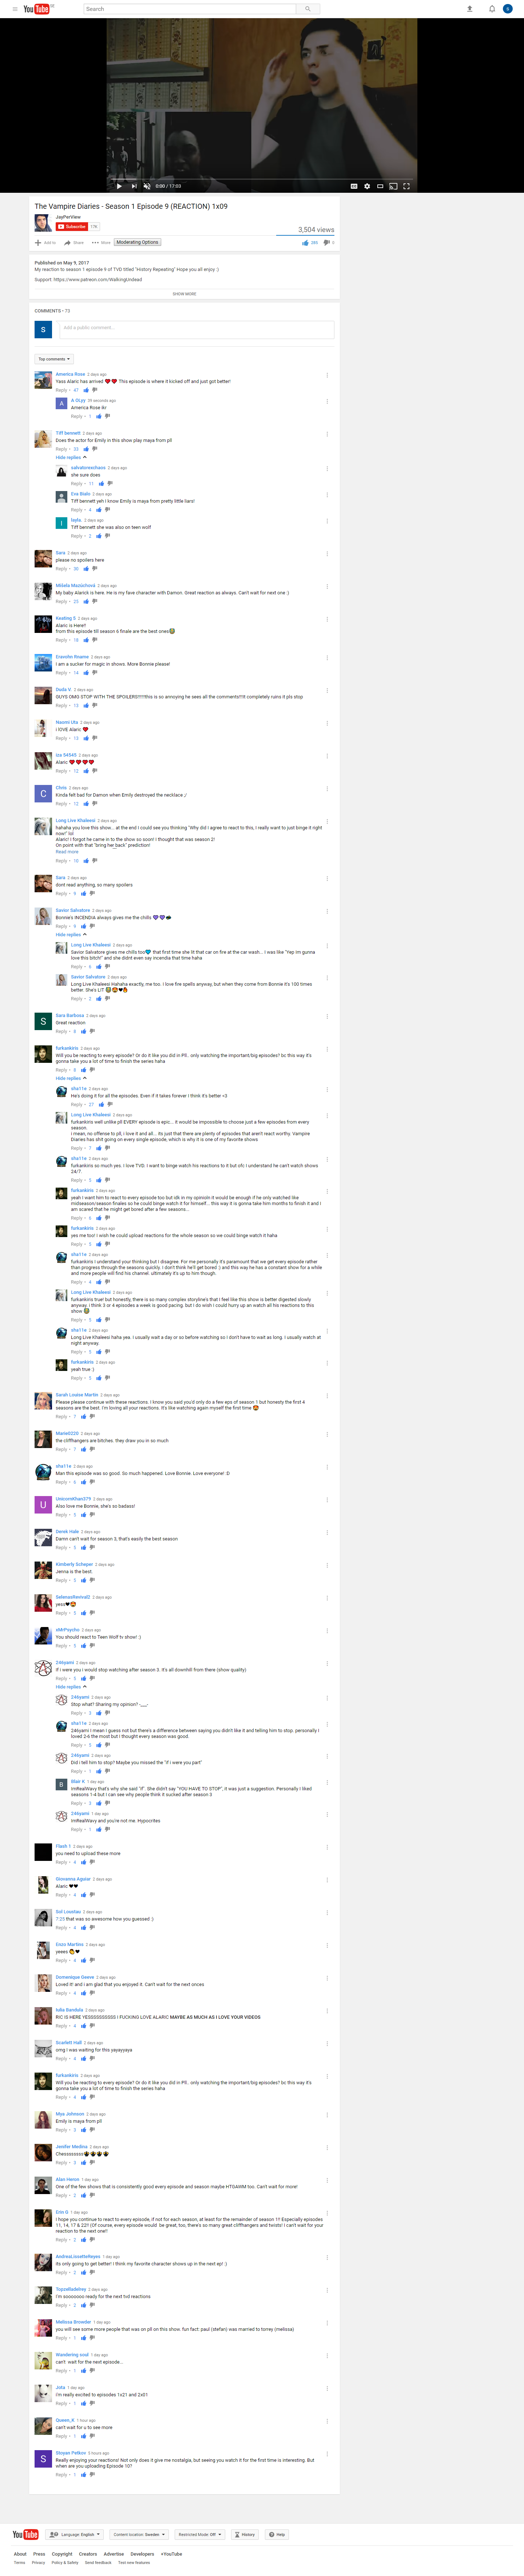 YouTube SE
Search
0:00 / 17:03
The Vampire Diaries - Season 1 Episode 9 (REACTION) 1x09
JayPerView
Subscribe 17K
3,504 views
Add to Share More Moderating Options
285 0
Published on May 9, 2017
My reaction to season 1 episode 9 of TVD titled "History Repeating" Hope you all enjoy :)
Support: https://www.patreon.com/WalkingUndead
SHOW MORE
COMMENTS • 73
S
Add a public comment...
Top comments
America Rose 2 days ago
Yass Alaric has arrived ❤️ ❤️. This episode is where it kicked off and just got better!
Reply • 47
A GLyy 39 seconds ago
America Rose ikr
Reply • 1
Tiff bennett 2 days ago
Does the actor for Emily in this show play maya from pll
Reply • 33
Hide replies
salvatorexchaos 2 days ago
she sure does
Reply • 11
Eva Bials 2 days ago
Tiff bennett yeh I know Emily is maya from pretty little liars!
Reply • 4
layla. 2 days ago
Tiff bennett she was also on teen wolf
Reply • 2
Sara 2 days ago
please no spoilers here
Reply • 30
2 days ago
My baby Alarick is here. He is my fave character with Damon. Great reaction as always. Can't wait for next one :)
Reply • 25
Keating S 2 days ago
Alaric is Here!!
from this episode till season 6 finale are the best ones
Reply • 18
2 days ago
I am a sucker for magic in shows. More Bonnie please!
Reply • 14
Duda V. 2 days ago
GUYS OMG STOP WITH THE SPOILERS!!!!!this is so annoying he sees all the comments!!!!I completely ruins it pls stop
Reply • 13
Naomi Uta 2 days ago
I lOVE Alaric ❤️
Reply • 13
iza 94545 2 days ago
Alaric ❤️ ❤️ ❤️ ❤️
Reply • 12
Chris 2 days ago
Kinda felt bad for Damon when Emily destroyed the necklace ;/
Reply • 12
Long Live Khaleesi 2 days ago
hahaha you love this show... at the end I could see you thinking "Why did I agree to react to this, I really want to just binge it right now!" lol
Alaric! I forgot he came in to the show so soon! I thought that was season 2!
On point with that "bring her back" prediction!
Read more
Reply • 10
Sara 2 days ago
dont read anything, so many spoilers
Reply • 9
Savior Salvatore 2 days ago
Bonnie's INCENDIA always gives me the chills
Reply • 9
Hide replies
Long Live Khaleesi 2 days ago
Savior Salvatore gives me chills too that first time she lit that car on fire at the car wash... I was like "Yep Im gunna love this bitch!" and she didnt even say incendia that time haha
Reply • 6
Savior Salvatore 2 days ago
Long Live Khaleesi Hahaha exactly, me too. I love fire spells anyway, but when they come from Bonnie it's 100 times better. She's LIT
Reply • 2
Sara Barbosa 2 days ago
Great reaction
Reply • 8
furkankiris 2 days ago
Will you be reacting to every episode? Or do it like you did in Pll.. only watching the important/big episodes? bc this way it's gonna take you a lot of time to finish the series haha
Reply • 8
Hide replies
sha11e 2 days ago
He's doing it for all the episodes. Even if it takes forever I think it's better <3
Reply • 27
Long Live Khaleesi 2 days ago
furkankiris well unlike pll EVERY episode is epic... it would be impossible to choose just a few episodes from every season.
I mean, no offense to pll, i love it and all... its just that there are plenty of episodes that aren't react worthy. Vampire Diaries has shit going on every single episode, which is why it is one of my favorite shows
Reply • 7
sha11e 2 days ago
furkankiris so much yes. I love TVD. I want to binge watch his reactions to it but ofc I understand he can't watch shows 24/7
Reply • 5
furkankiris 2 days ago
yeah I want him to react to every episode too but idk in my opinoin it would be enough if he only watched like midseason/season finales so he could binge watch it for himself... this way it is gonna take him months to finish it and I am scared that he might get bored after a few seasons...
Reply • 6
furkankiris 2 days ago
yes me too! I wish he could upload reactions for the whole season so we could binge watch it haha
Reply • 5
sha11e 2 days ago
furkankiris I understand your thinking but I disagree. For me personally it's paramount that we get every episode rather than progress through the seasons quickly. I don't think he'll get bored :) and this way he has a constant show for a while and more people will find his channel. ultimately it's up to him though
Reply • 4
Long Live Khaleesi 2 days ago
furkankiris true! but honestly, there is so many complex storyline's that I feel like this show is better digested slowly anyway. I think 3 or 4 episodes a week is good pacing. but I do wish I could hurry up an watch all his reactions to this show
Reply • 5
sha11e 2 days ago
Long Live Khaleesi haha yea. I usually wait a day or so before watching so I don't have to wait as long. I usually watch at night anyway.
Reply • 5
furkankiris 2 days ago
yeah true :)
Reply • 5
Sarah Louise Martin 2 days ago
Please please continue with these reactions. I know you said you'd only do a few eps of season 1 but honestly the first 4 seasons are the best. I'm loving all your reactions. It's like watching again myself the first time
Reply • 7
Mariell220 2 days ago
the cliffhangers are bitches. they draw you in so much
Reply • 7
sha11e 2 days ago
Man this episode was so good. So much happened. Love Bonnie. Love everyone! :D
Reply • 6
2 days ago
Also love me Bonnie, she's so badass!
Reply • 5
Derek Hale 2 days ago
Damn can't wait for season 3, that's easily the best season
Reply • 5
Kimberly Scheper 2 days ago
Jenna is the best
Reply • 5
SelenasRevival2 2 days ago
yess
Reply • 5
xMrPsycho 2 days ago
You should react to Teen Wolf tv show! ;)
Reply • 5
246yami 2 days ago
If I were you I would stop watching after season 3. It's all downhill from there (show quality)
Reply • 5
Hide replies
246yami 2 days ago
Stop what? Sharing my opinion? -___-
Reply • 3
sha11e 2 days ago
246yami I mean I guess not but there's a difference between saying you didn't like it and telling him to stop. personally I loved 2-6 the most but I thought every season was good.
Reply • 3
246yami 2 days ago
Did I tell him to stop? Maybe you missed the "if I were you part"
Reply • 1
Blair K 1 day ago
ImRealWavy that's why she said "If". She didn't say "YOU HAVE TO STOP", it was just a suggestion. Personally I liked seasons 1-4 but I can see why people think it sucked after season 3
Reply • 3
246yami 1 day ago
ImRealWavy and you're not me. Hypocrites
Reply • 1
Flash 1 2 days ago
you need to upload these more
Reply • 4
Giovanna Aguiar 2 days ago
Alaric ❤❤
Reply • 4
Sol Loustau 2 days ago
7:25 that was so awesome how you guessed! :)
Reply • 4
Enzo Martins 2 days ago
yeees
Reply • 4
Domenique Geeve 2 days ago
Loved it! and i am glad that you enjoyed it. Can't wait for the next onces
Reply • 4
Iulia Bandula 2 days ago
RIC IS HERE YESSSSSSSSSS I FUCKING LOVE ALARIC MAYBE AS MUCH AS I LOVE YOUR VIDEOS
Reply • 4
Scarlett Hall 2 days ago
omg i was waiting for this yayayyaya
Reply • 4
furkankiris 2 days ago
Will you be reacting to every episode? Or do it like you did in Pll.. only watching the important/big episodes? bc this way it's gonna take you a lot of time to finish the series haha
Reply • 4
Mya Johnson 2 days ago
Emily is maya from pll
Reply • 3
Jenifer Medina 2 days ago
Reply • 3
Alan Heron 1 day ago
One of the few shows that is consistently good every episode and season maybe HTGAWM too. Can't wait for more!
Reply • 2
Erin G 1 day ago
I hope you continue to react to every episode, if not for each season, at least for the remainder of season 1!! Especially episodes 11, 14, 17 & 22!! (Of course, every episode would be great, too, there's so many great cliffhangers and twists! I can't wait for your reaction to the next one!!
Reply • 2
AndreaLissetteReyes 1 day ago
Its only going to get better! I think my favorite character shows up in the next ep! :)
Reply • 2
2 days ago
I'm sooooooo ready for the next tvd reactions
Reply • 2
Melissa Browder 1 day ago
you will see some more people that was on pll on this show. fun fact: paul (stefan) was married to torrey (melissa)
Reply • 1
Wandering soul 1 day ago
can't. wait for the next episode...
Reply • 1
Jola 1 day ago
I'm really excited to episodes 1x21 and 2x01
Reply • 1
Queen_K 1 hour ago
can't wait for u to see more
Reply • 1
Stoyan Petkov 5 hours ago
Really enjoying your reactions! Not only does it give me nostalgia, but seeing you watch it for the first time is interesting. But when are you uploading Episode 10?
Reply • 1
YouTube Language: English Content location: Sweden Restricted Mode: Off History Help
About Press Copyright Creators Advertise Developers +YouTube
Terms Privacy Policy & Safety Send feedback Test new features